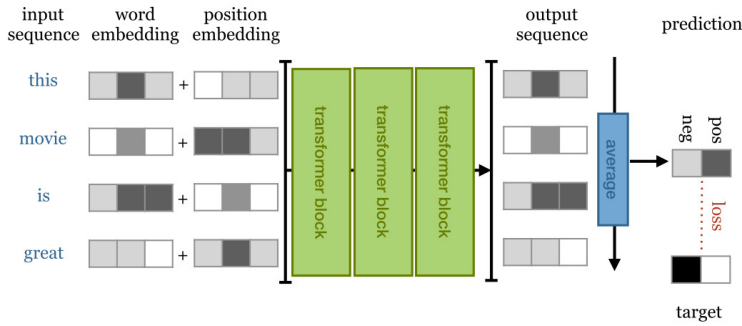 input sequence
word embedding
position embedding
output sequence
prediction
this
+
movie
+
is
+
great
+
transformer block
transformer block
transformer block
average
neg
pos
loss
target